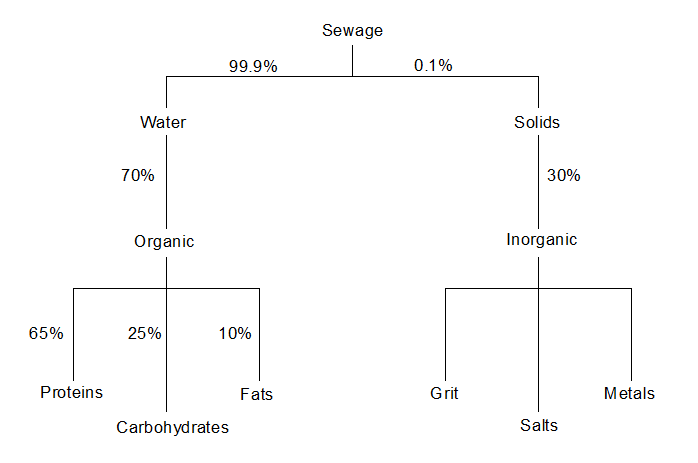 Sewage
99.9%
0.1%
Water
Solids
70%
30%
Organic
Inorganic
65%
25%
10%
Proteins
Fats
Grit
Metals
Carbohydrates
Salts